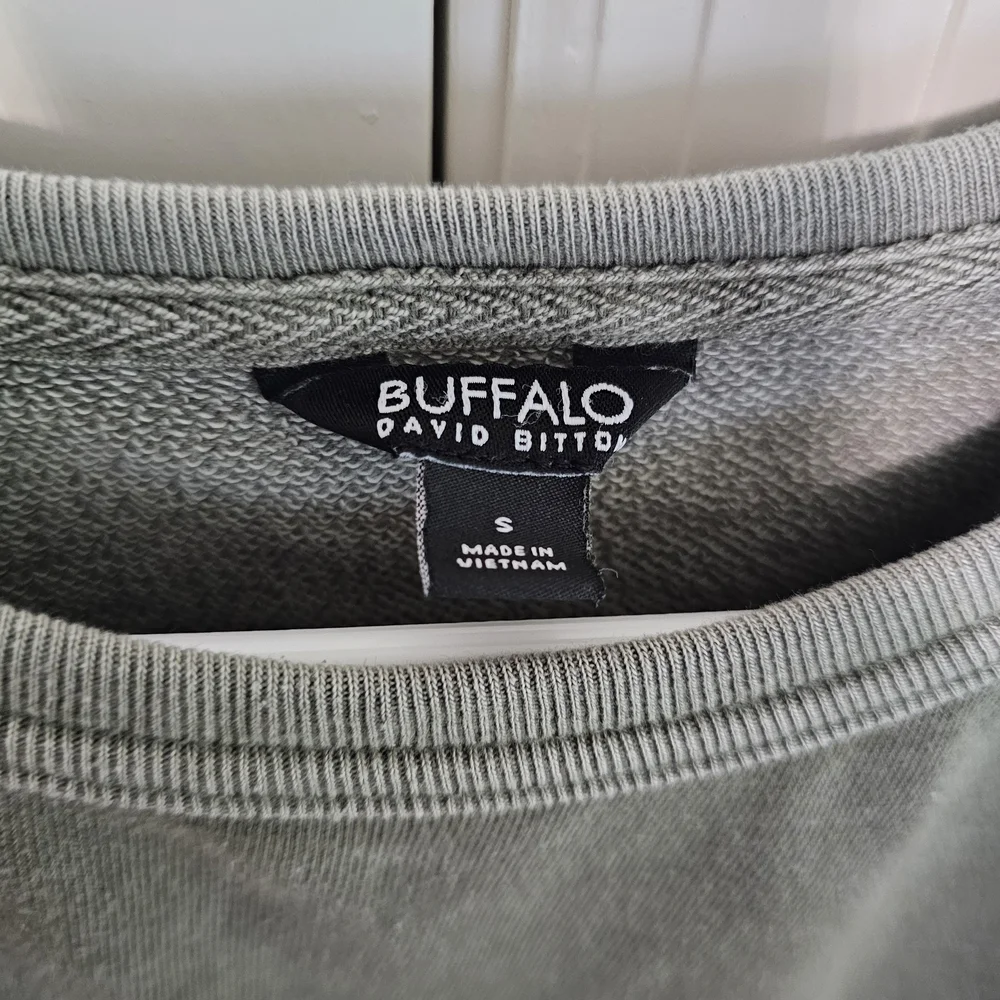 BUFFALO
DAVID BITTON
S
MADE IN
VIETNAM